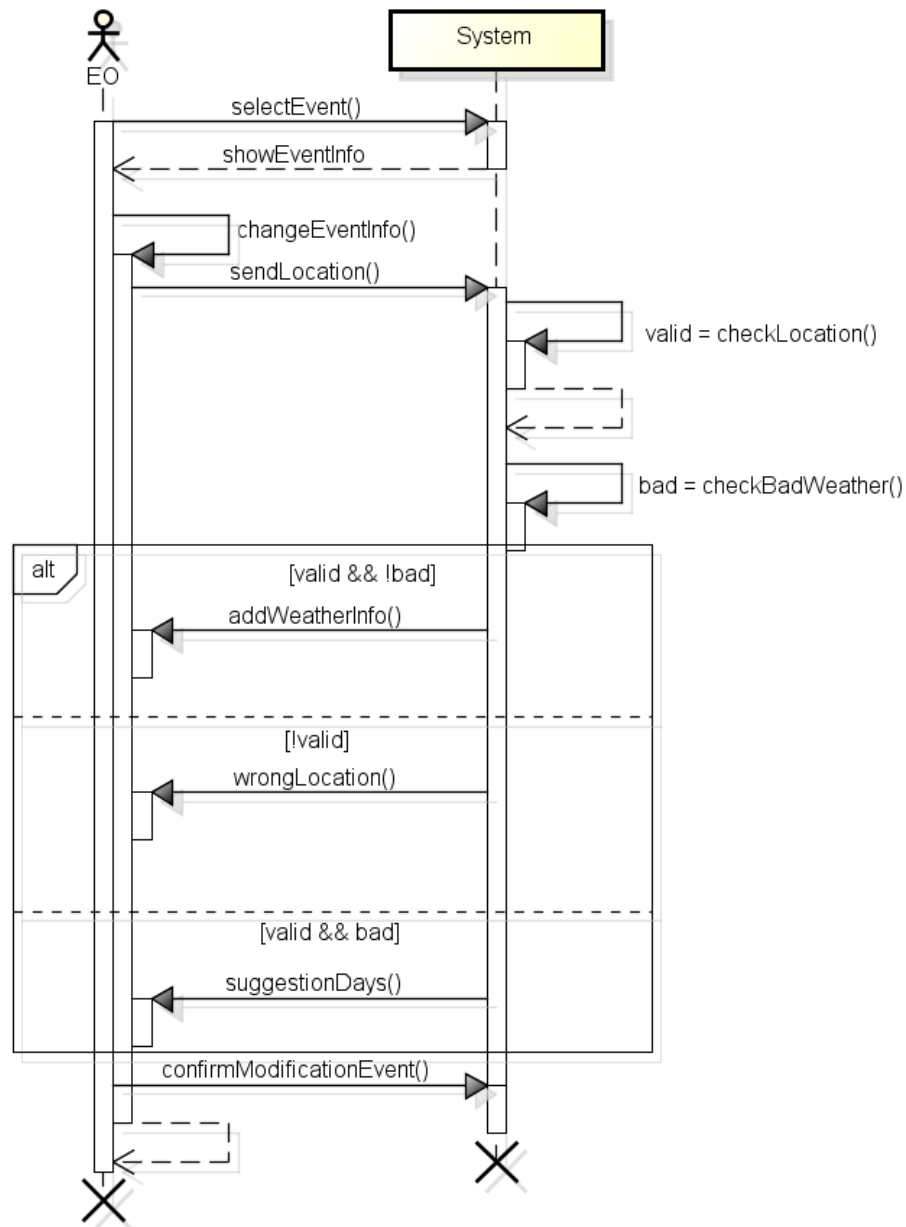 EO
System
selectEvent()
showEventInfo
changeEventInfo()
sendLocation()
valid = checkLocation()
bad = checkBadWeather()
alt
[valid && !bad]
addWeatherInfo()
[!valid]
wrongLocation()
[valid && bad]
suggestionDays()
confirmModificationEvent()